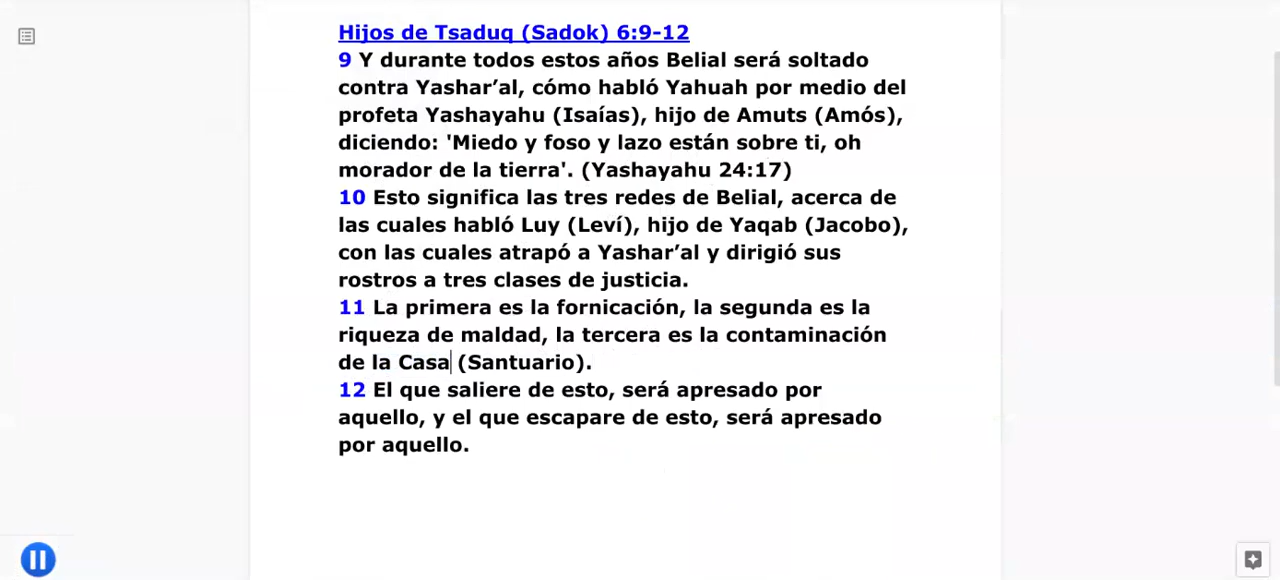 Hijos de Tsaduq (Sadok) 6:9-12
9 Y durante todos estos años Belial será soltado
contra Yashar’al, cómo habló Yahuah por medio del
profeta Yashayahu (Isaías), hijo de Amuts (Amós),
diciendo: 'Miedo y foso y lazo están sobre ti, oh
morador de la tierra'. (Yashayahu 24:17)
10 Esto significa las tres redes de Belial, acerca de
las cuales habló Luy (Leví), hijo de Yaqab (Jacobo),
con las cuales atrapó a Yashar’al y dirigió sus
rostros a tres clases de justicia.
11 La primera es la fornicación, la segunda es la
riqueza de maldad, la tercera es la contaminación
de la Casa (Santuario).
12 El que saliere de esto, será apresado por
aquello, y el que escapare de esto, será apresado
por aquello.